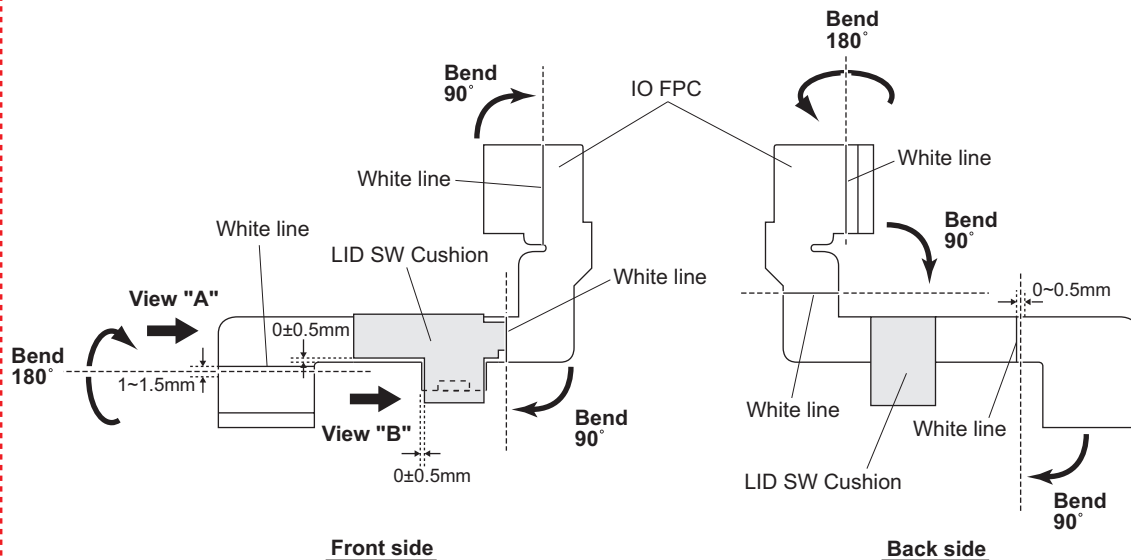 Bend
180°
Bend
90°
IO FPC
White line
White line
White line
LID SW Cushion
Bend
90°
White line
0~0.5mm
View "A"
0±0.5mm
Bend
180°
1~1.5mm
View "B"
Bend
90°
0±0.5mm
White line
White line
LID SW Cushion
Bend
90°
Front side
Back side